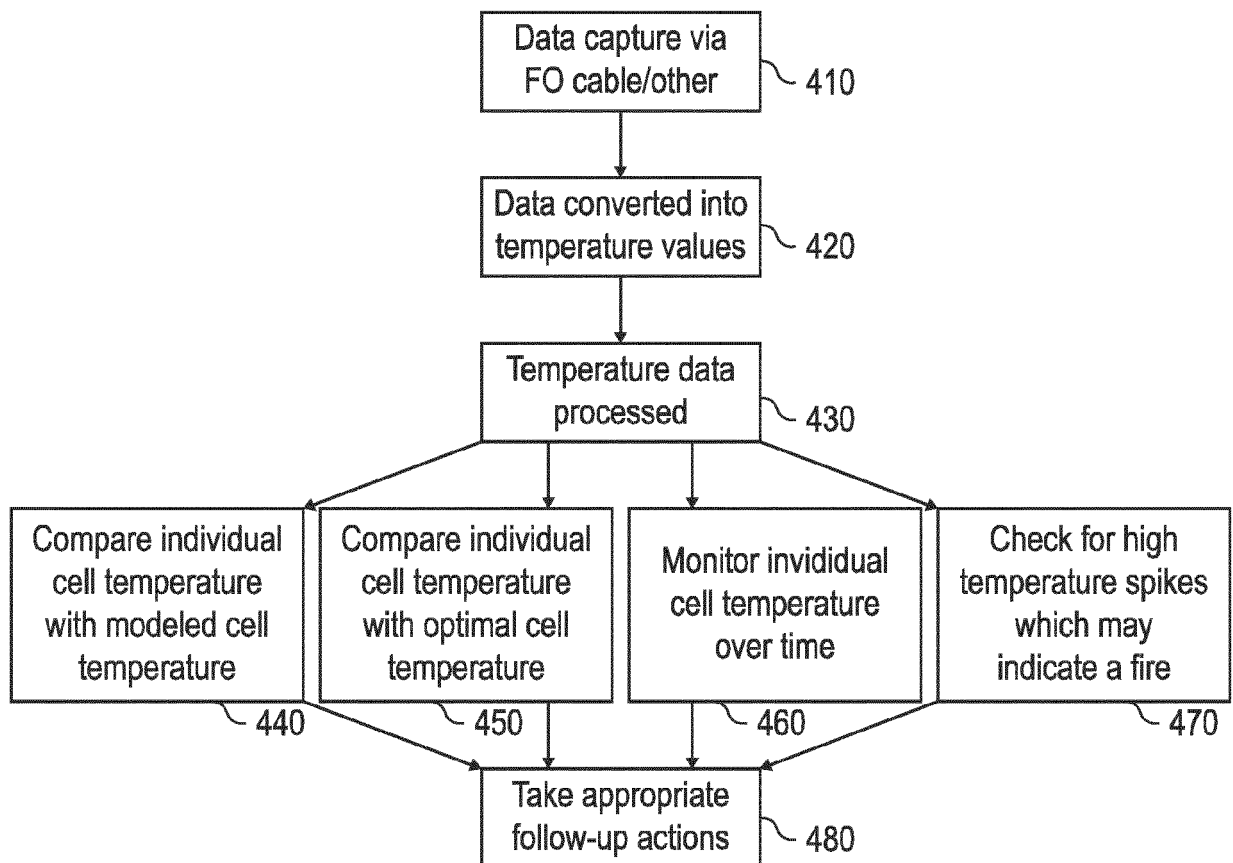 Data capture via
FO cable/other
410
Data converted into
temperature values
420
Temperature data
processed
430
Compare individual
cell temperature
with modeled cell
temperature
440
Compare individual
cell temperature
with optimal cell
temperature
450
Monitor invididual
cell temperature
over time
460
Check for high
temperature spikes
which may
indicate a fire
470
Take appropriate
follow-up actions
480